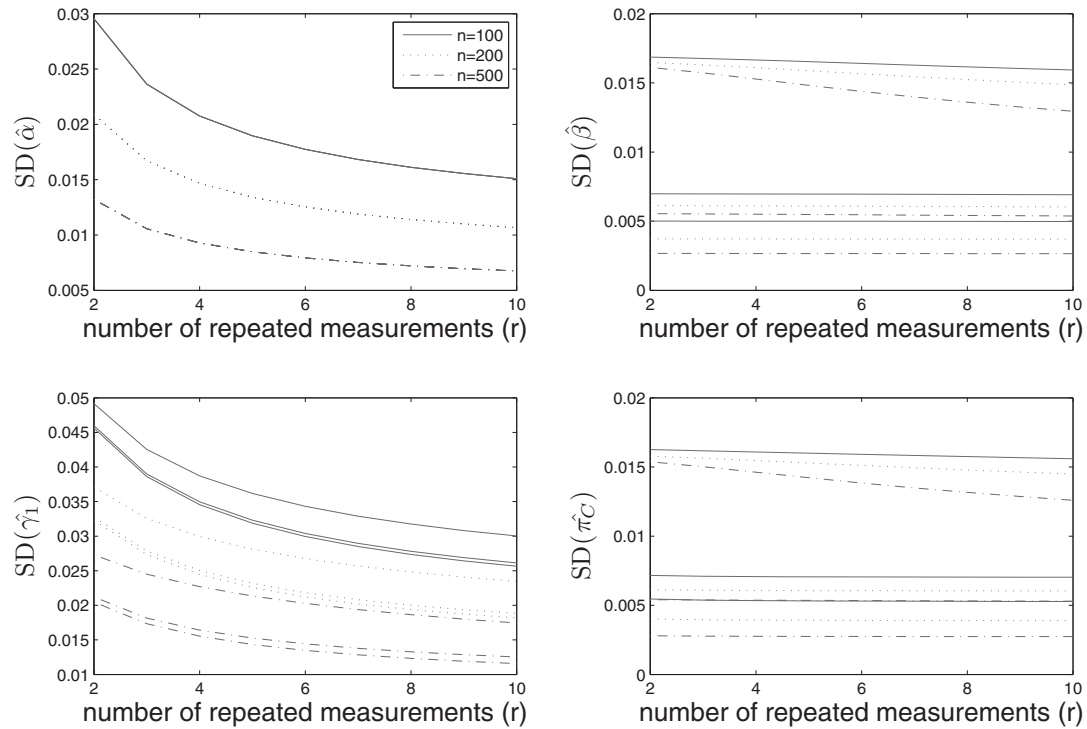 0.03
0.025
0.02
0.015
0.01
0.005
2 4 6 8 10
SD(α̂)
number of repeated measurements (r)
n=100
n=200
n=500
0.02
0.015
0.01
0.005
0
2 4 6 8 10
SD(β̂)
number of repeated measurements (r)
0.05
0.045
0.04
0.035
0.03
0.025
0.02
0.015
0.01
2 4 6 8 10
SD(γ̂₁)
number of repeated measurements (r)
0.02
0.015
0.01
0.005
0
2 4 6 8 10
SD(π̂_C)
number of repeated measurements (r)